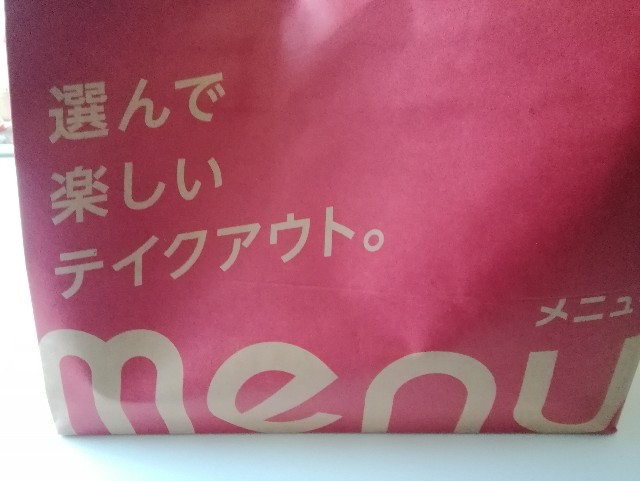 選んで
楽しい
テイクアウト。
メニュ
menu